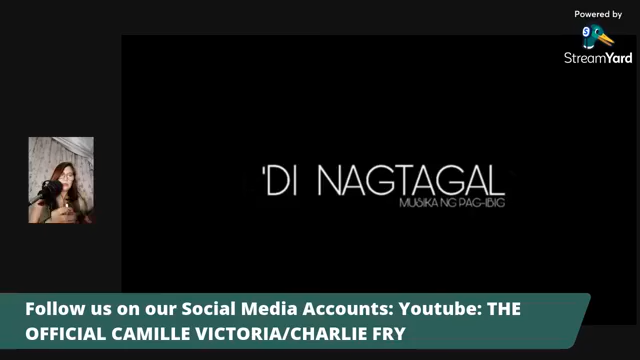 Powered by
StreamYard
'DI NAGTAGAL
MUSIKA NG PAG-IBIG
Follow us on our Social Media Accounts: Youtube: THE
OFFICIAL CAMILLE VICTORIA/CHARLIE FRY